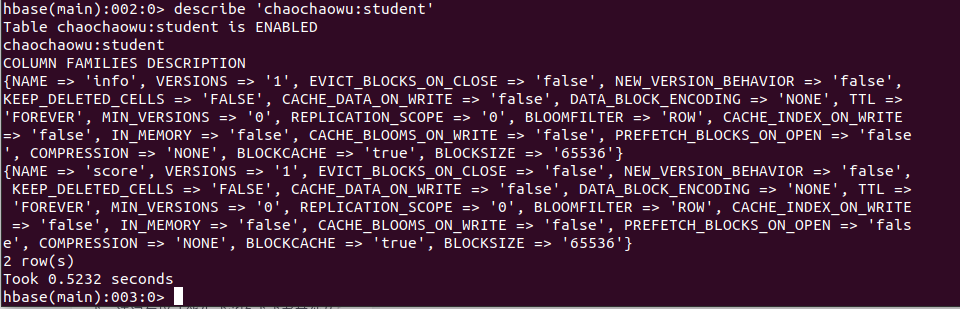 hbase(main):002:0> describe 'chaochaowu:student'
Table chaochaowu:student is ENABLED
chaochaowu:student
COLUMN FAMILIES DESCRIPTION
{NAME => 'info', VERSIONS => '1', EVICT_BLOCKS_ON_CLOSE => 'false', NEW_VERSION_BEHAVIOR => 'false',
KEEP_DELETED_CELLS => 'FALSE', CACHE_DATA_ON_WRITE => 'false', DATA_BLOCK_ENCODING => 'NONE', TTL =>
'FOREVER', MIN_VERSIONS => '0', REPLICATION_SCOPE => '0', BLOOMFILTER => 'ROW', CACHE_INDEX_ON_WRITE
=> 'false', IN_MEMORY => 'false', CACHE_BLOOMS_ON_WRITE => 'false', PREFETCH_BLOCKS_ON_OPEN => 'false
', COMPRESSION => 'NONE', BLOCKCACHE => 'true', BLOCKSIZE => '65536'}
{NAME => 'score', VERSIONS => '1', EVICT_BLOCKS_ON_CLOSE => 'false', NEW_VERSION_BEHAVIOR => 'false',
 KEEP_DELETED_CELLS => 'FALSE', CACHE_DATA_ON_WRITE => 'false', DATA_BLOCK_ENCODING => 'NONE', TTL =>
 'FOREVER', MIN_VERSIONS => '0', REPLICATION_SCOPE => '0', BLOOMFILTER => 'ROW', CACHE_INDEX_ON_WRITE
 => 'false', IN_MEMORY => 'false', CACHE_BLOOMS_ON_WRITE => 'false', PREFETCH_BLOCKS_ON_OPEN => 'fals
e', COMPRESSION => 'NONE', BLOCKCACHE => 'true', BLOCKSIZE => '65536'}
2 row(s)
Took 0.5232 seconds
hbase(main):003:0>